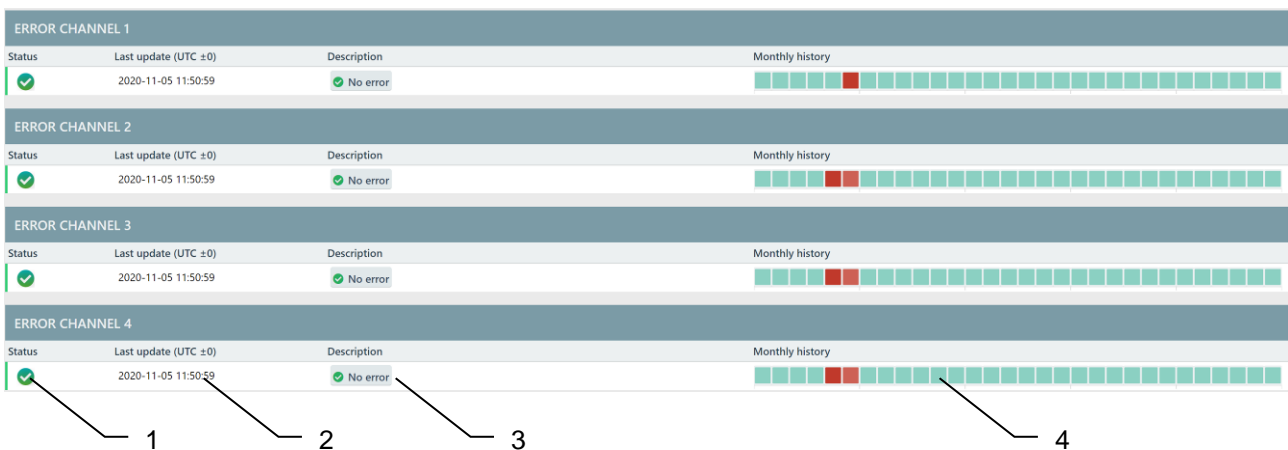 ERROR CHANNEL 1
Status Last update (UTC ±0) Description Monthly history
2020-11-05 11:50:59 No error
ERROR CHANNEL 2
Status Last update (UTC ±0) Description Monthly history
2020-11-05 11:50:59 No error
ERROR CHANNEL 3
Status Last update (UTC ±0) Description Monthly history
2020-11-05 11:50:59 No error
ERROR CHANNEL 4
Status Last update (UTC ±0) Description Monthly history
2020-11-05 11:50:59 No error
1 2 3 4